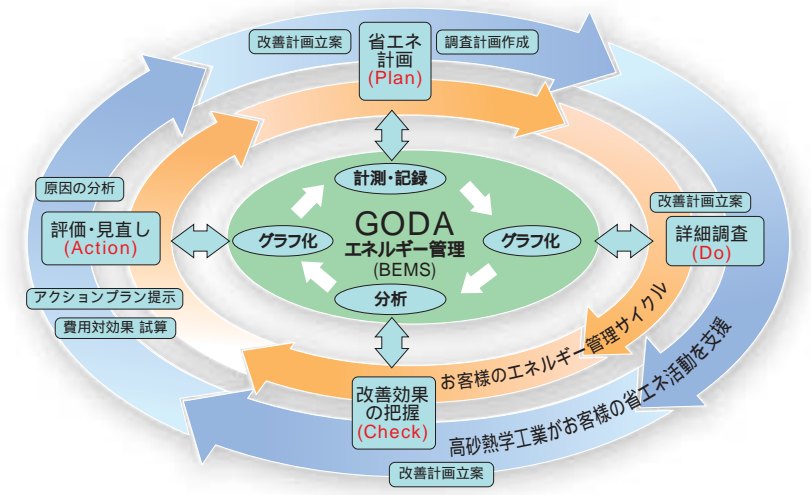 改善計画立案
省エネ
計画
(Plan)
調査計画作成
計測・記録
原因の分析
評価・見直し
(Action)
グラフ化
GODA
エネルギー管理
(BEMS)
グラフ化
改善計画立案
詳細調査
(Do)
分析
アクションプラン提示
費用対効果 試算
お客様のエネルギー管理サイクル
高砂熱学工業がお客様の省エネ活動を支援
改善効果
の把握
(Check)
改善計画立案